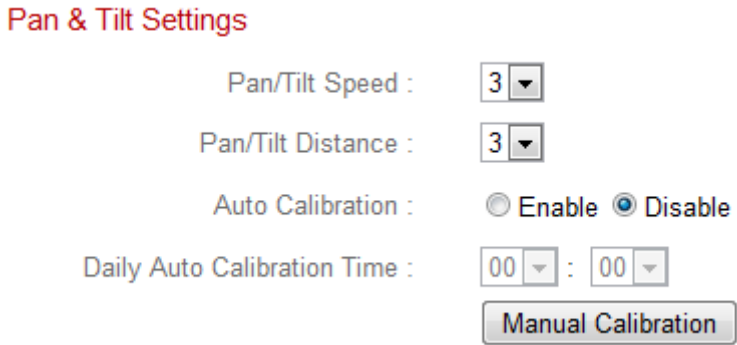 Pan & Tilt Settings
Pan/Tilt Speed : 3
Pan/Tilt Distance : 3
Auto Calibration : Enable Disable
Daily Auto Calibration Time : 00 : 00
Manual Calibration